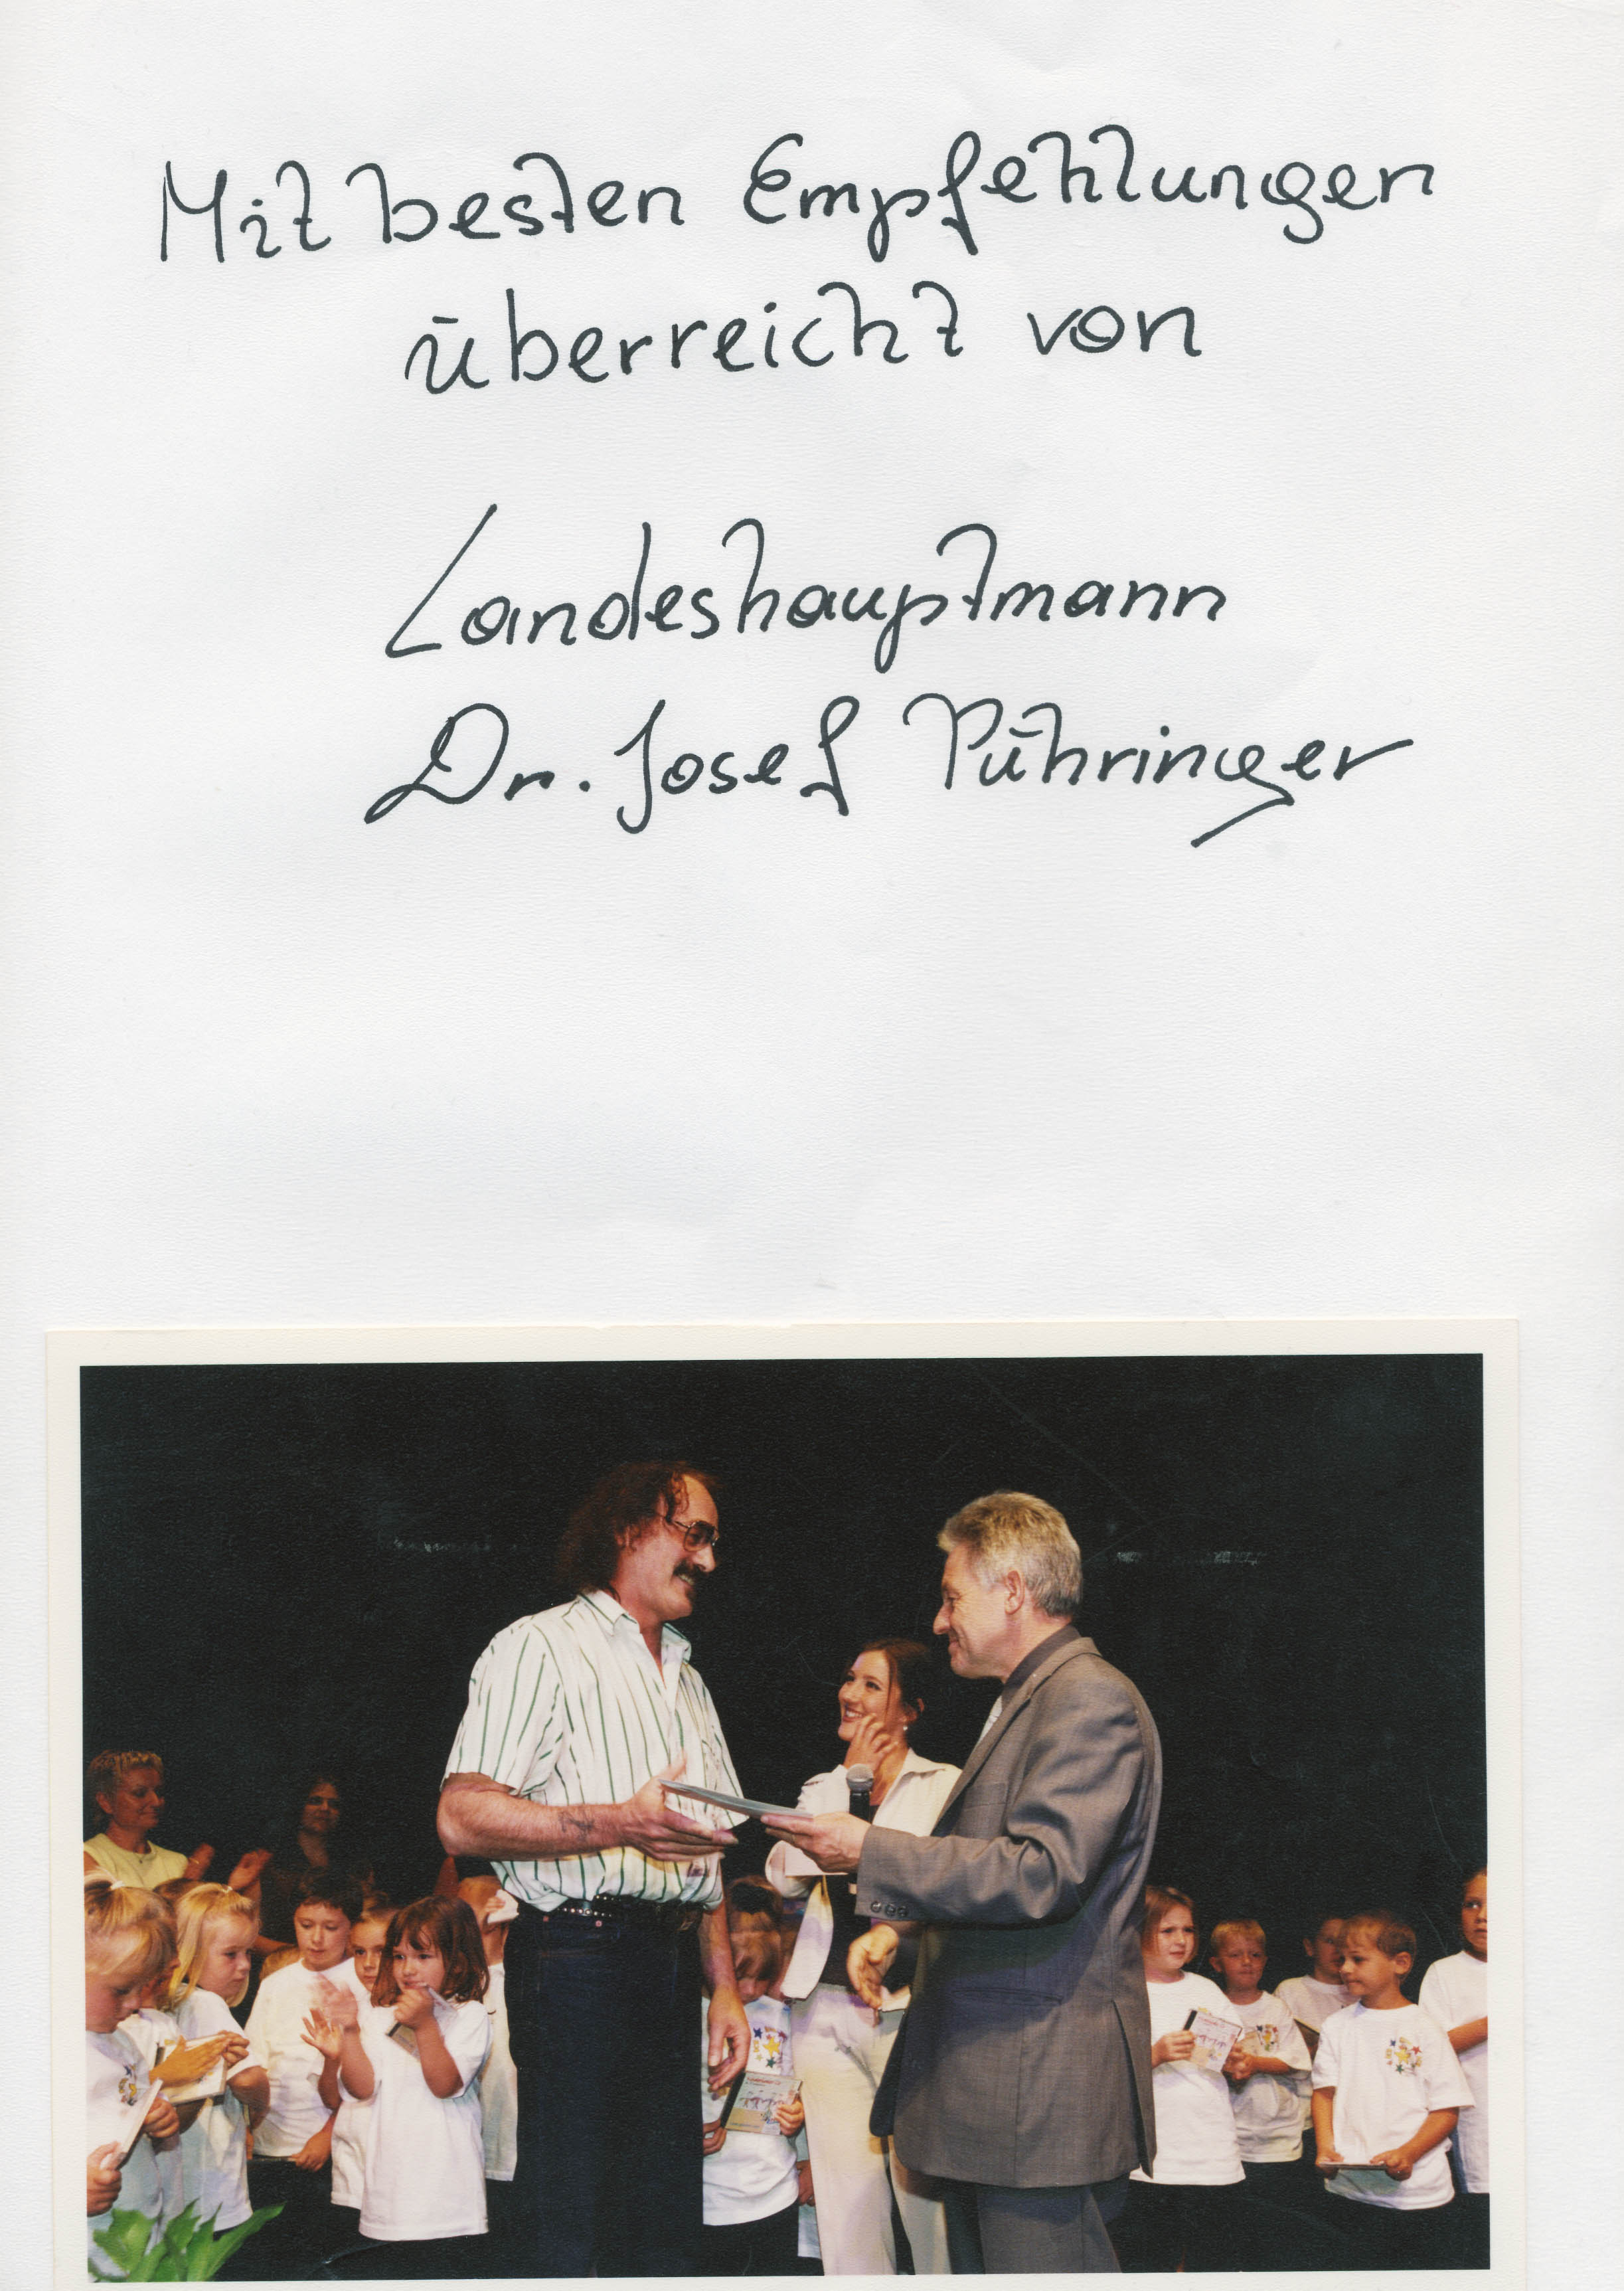 Mit besten Empfehlungen
überreicht von
Landeshauptmann
Dr. Josef Pühringer